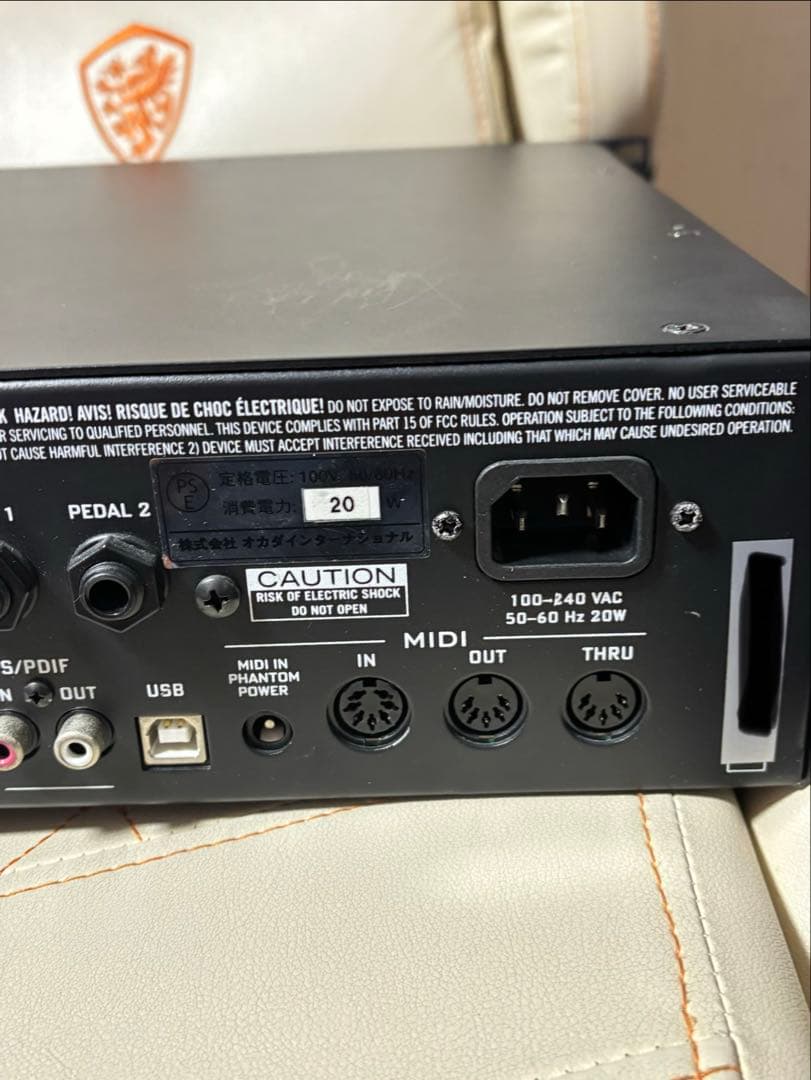 K HAZARD! AVIS! RISQUE DE CHOC ÉLECTRIQUE! DO NOT EXPOSE TO RAIN/MOISTURE. DO NOT REMOVE COVER. NO USER SERVICEABLE
R SERVICING TO QUALIFIED PERSONNEL. THIS DEVICE COMPLIES WITH PART 15 OF FCC RULES. OPERATION SUBJECT TO THE FOLLOWING CONDITIONS:
OT CAUSE HARMFUL INTERFERENCE 2) DEVICE MUST ACCEPT INTERFERENCE RECEIVED INCLUDING THAT WHICH MAY CAUSE UNDESIRED OPERATION.
PS
E
定格電圧: 100V 50/60Hz
消費電力: 20 W
株式会社 オカダインターナショナル
1
PEDAL 2
CAUTION
RISK OF ELECTRIC SHOCK
DO NOT OPEN
100-240 VAC
50-60 Hz 20W
MIDI
S/PDIF
N
OUT
USB
MIDI IN
PHANTOM
POWER
IN
OUT
THRU